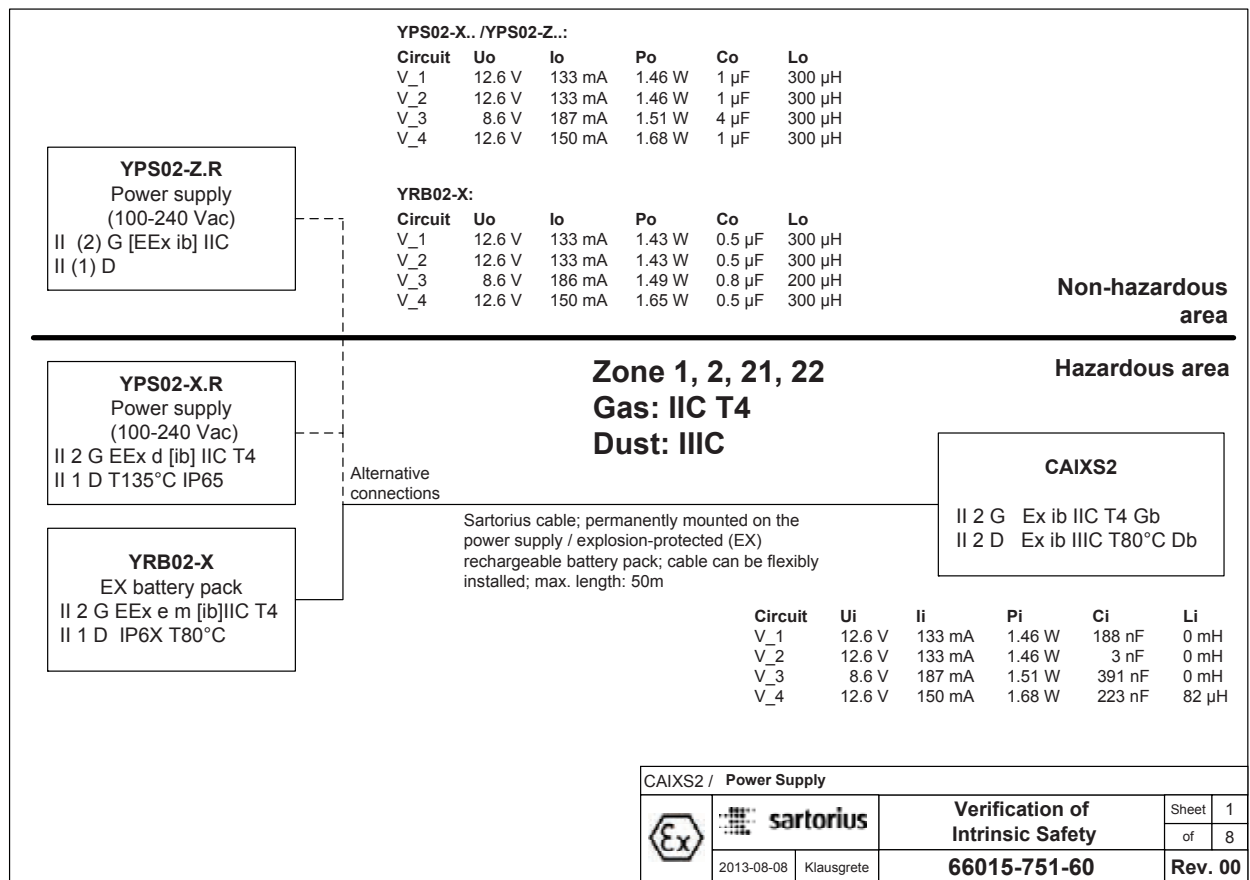 YPS02-X.. /YPS02-Z..:
Circuit Uo Io Po Co Lo
V_1 12.6 V 133 mA 1.46 W 1 µF 300 µH
V_2 12.6 V 133 mA 1.46 W 1 µF 300 µH
V_3 8.6 V 187 mA 1.51 W 4 µF 300 µH
V_4 12.6 V 150 mA 1.68 W 1 µF 300 µH
YPS02-Z.R
Power supply
(100-240 Vac)
II (2) G [EEx ib] IIC
II (1) D
YRB02-X:
Circuit Uo Io Po Co Lo
V_1 12.6 V 133 mA 1.43 W 0.5 µF 300 µH
V_2 12.6 V 133 mA 1.43 W 0.5 µF 300 µH
V_3 8.6 V 186 mA 1.49 W 0.8 µF 200 µH
V_4 12.6 V 150 mA 1.65 W 0.5 µF 300 µH
Non-hazardous
area
Hazardous area
Zone 1, 2, 21, 22
Gas: IIC T4
Dust: IIIC
YPS02-X.R
Power supply
(100-240 Vac)
II 2 G EEx d [ib] IIC T4
II 1 D T135°C IP65
Alternative
connections
YRB02-X
EX battery pack
II 2 G EEx e m [ib]IIC T4
II 1 D IP6X T80°C
Sartorius cable; permanently mounted on the
power supply / explosion-protected (EX)
rechargeable battery pack; cable can be flexibly
installed; max. length: 50m
CAIXS2
II 2 G Ex ib IIC T4 Gb
II 2 D Ex ib IIIC T80°C Db
Circuit Ui Ii Pi Ci Li
V_1 12.6 V 133 mA 1.46 W 188 nF 0 mH
V_2 12.6 V 133 mA 1.46 W 3 nF 0 mH
V_3 8.6 V 187 mA 1.51 W 391 nF 0 mH
V_4 12.6 V 150 mA 1.68 W 223 nF 82 µH
CAIXS2 / Power Supply
Ex
sartorius
Verification of
Intrinsic Safety
Sheet 1
of 8
2013-08-08 Klausgrete
66015-751-60
Rev. 00